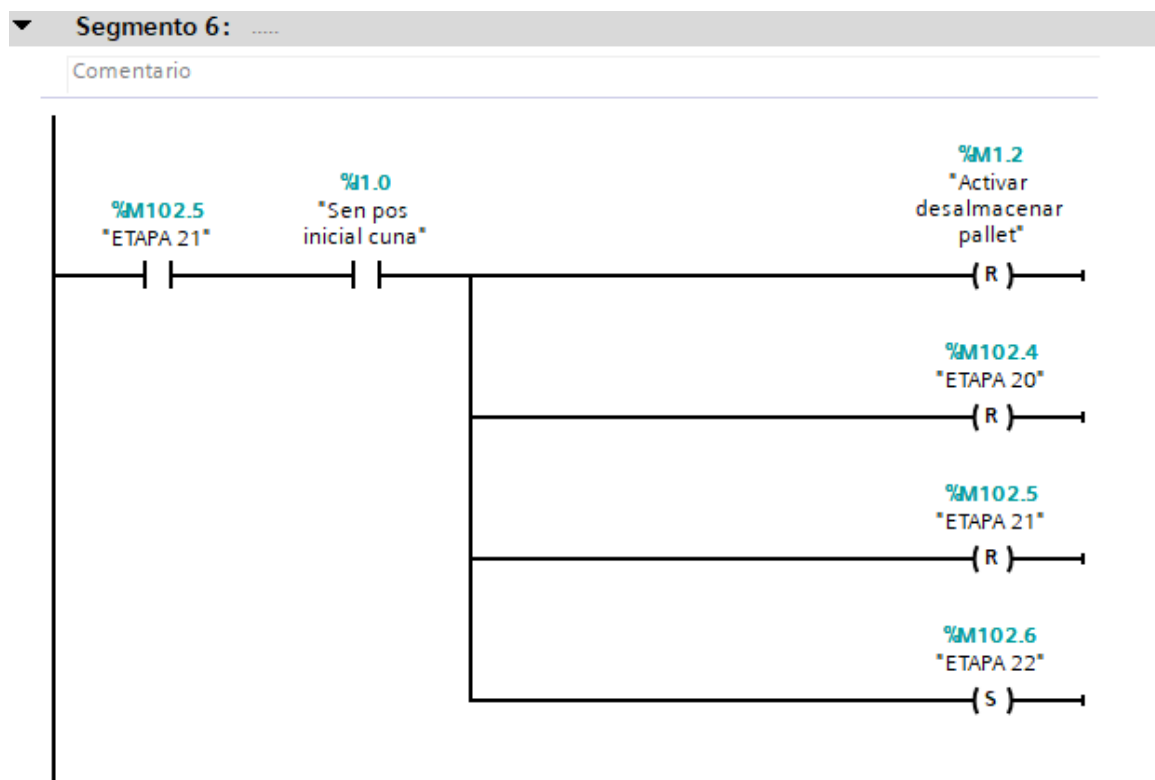 Segmento 6: .....
Comentario
%M1.2
"Activar
desalmacenar
pallet"
%M102.5
"ETAPA 21"
%I1.0
"Sen pos
inicial cuna"
( R )
%M102.4
"ETAPA 20"
( R )
%M102.5
"ETAPA 21"
( R )
%M102.6
"ETAPA 22"
( S )